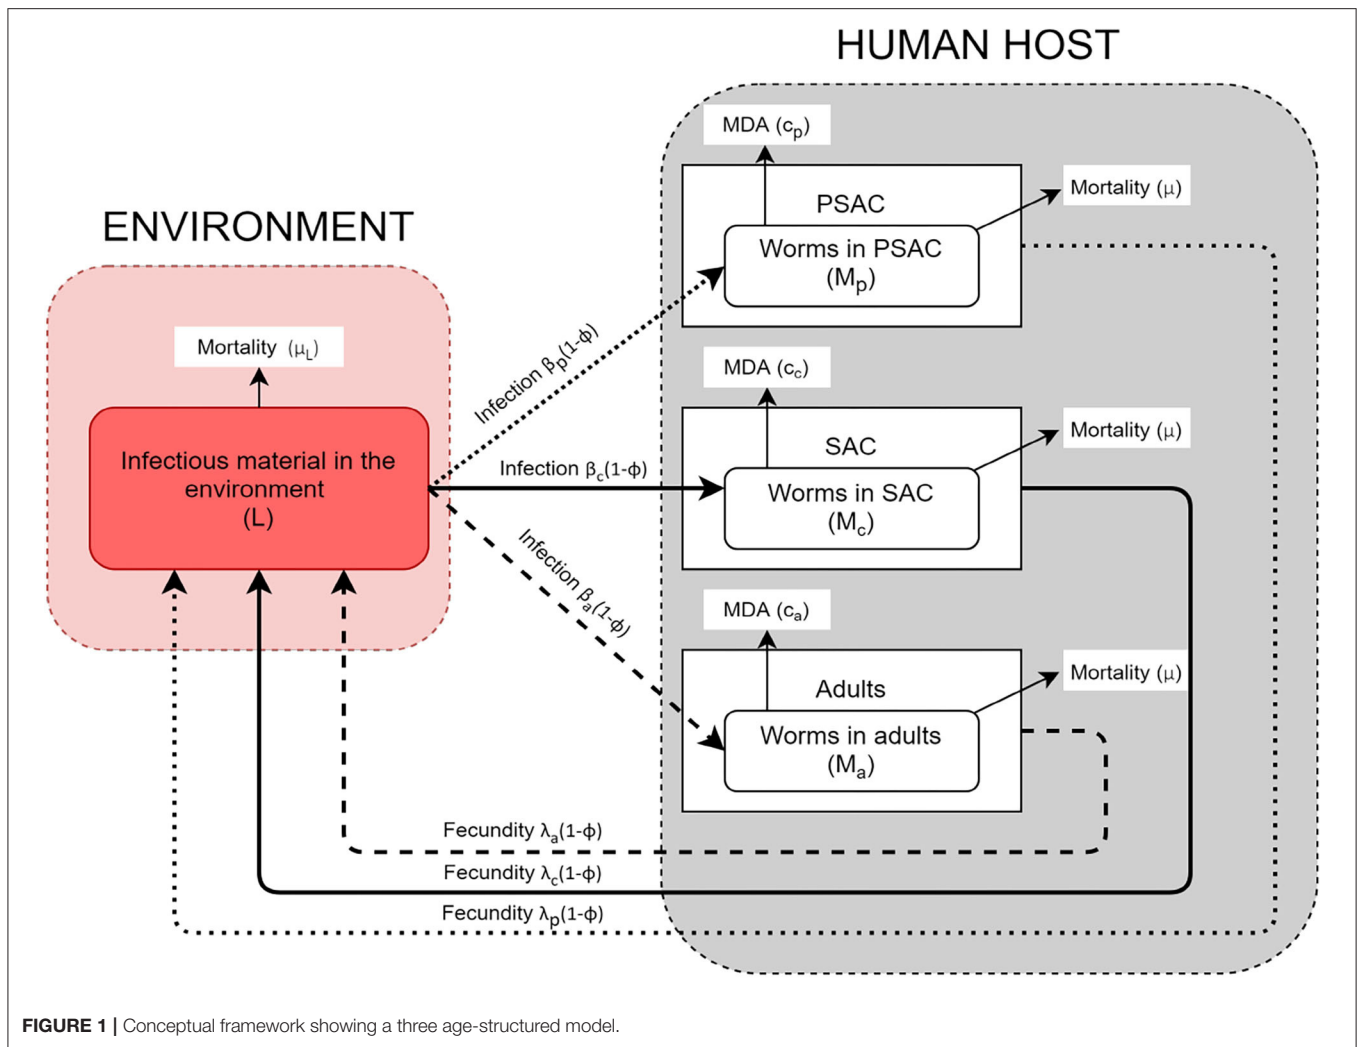 HUMAN HOST
MDA (cp)
Mortality (μ)
PSAC
Worms in PSAC
(Mp)
ENVIRONMENT
Mortality (μL)
Infectious material in the
environment
(L)
Infection βp(1-ϕ)
Infection βc(1-ϕ)
Infection βa(1-ϕ)
MDA (cc)
Mortality (μ)
SAC
Worms in SAC
(Mc)
MDA (ca)
Mortality (μ)
Adults
Worms in adults
(Ma)
Fecundity λa(1-ϕ)
Fecundity λc(1-ϕ)
Fecundity λp(1-ϕ)
FIGURE 1 | Conceptual framework showing a three age-structured model.